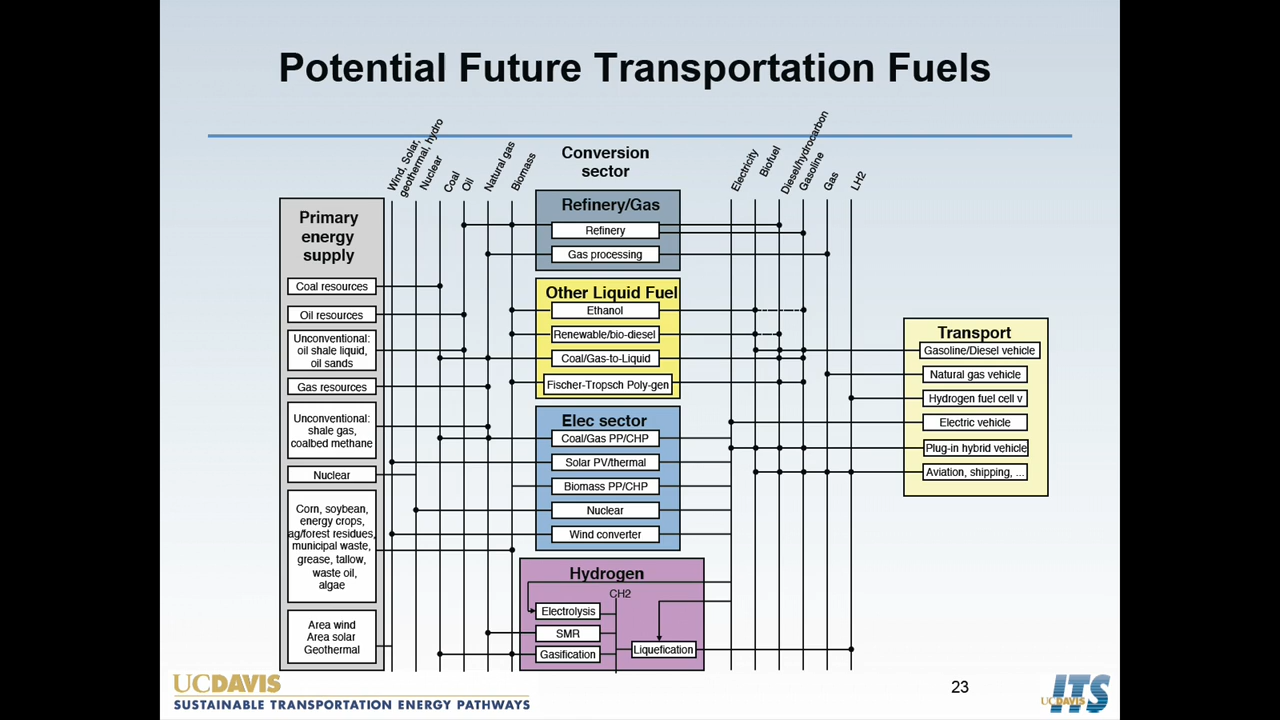 Potential Future Transportation Fuels
Wind, Solar,
geothermal, hydro
Nuclear
Coal
Oil
Natural gas
Biomass
Conversion
sector
Electricity
Biofuel
Diesel/hydrocarbon
Gasoline
Gas
LH2
Primary
energy
supply
Coal resources
Oil resources
Unconventional:
oil shale liquid,
oil sands
Gas resources
Unconventional:
shale gas,
coalbed methane
Nuclear
Corn, soybean,
energy crops,
ag/forest residues,
municipal waste,
grease, tallow,
waste oil,
algae
Area wind
Area solar
Geothermal
Refinery/Gas
Refinery
Gas processing
Other Liquid Fuel
Ethanol
Renewable/bio-diesel
Coal/Gas-to-Liquid
Fischer-Tropsch Poly-gen
Elec sector
Coal/Gas PP/CHP
Solar PV/thermal
Biomass PP/CHP
Nuclear
Wind converter
Hydrogen
CH2
Electrolysis
SMR
Gasification
Liquefication
Transport
Gasoline/Diesel vehicle
Natural gas vehicle
Hydrogen fuel cell v
Electric vehicle
Plug-in hybrid vehicle
Aviation, shipping, ...
UCDAVIS
SUSTAINABLE TRANSPORTATION ENERGY PATHWAYS
23
UCDAVIS
ITS